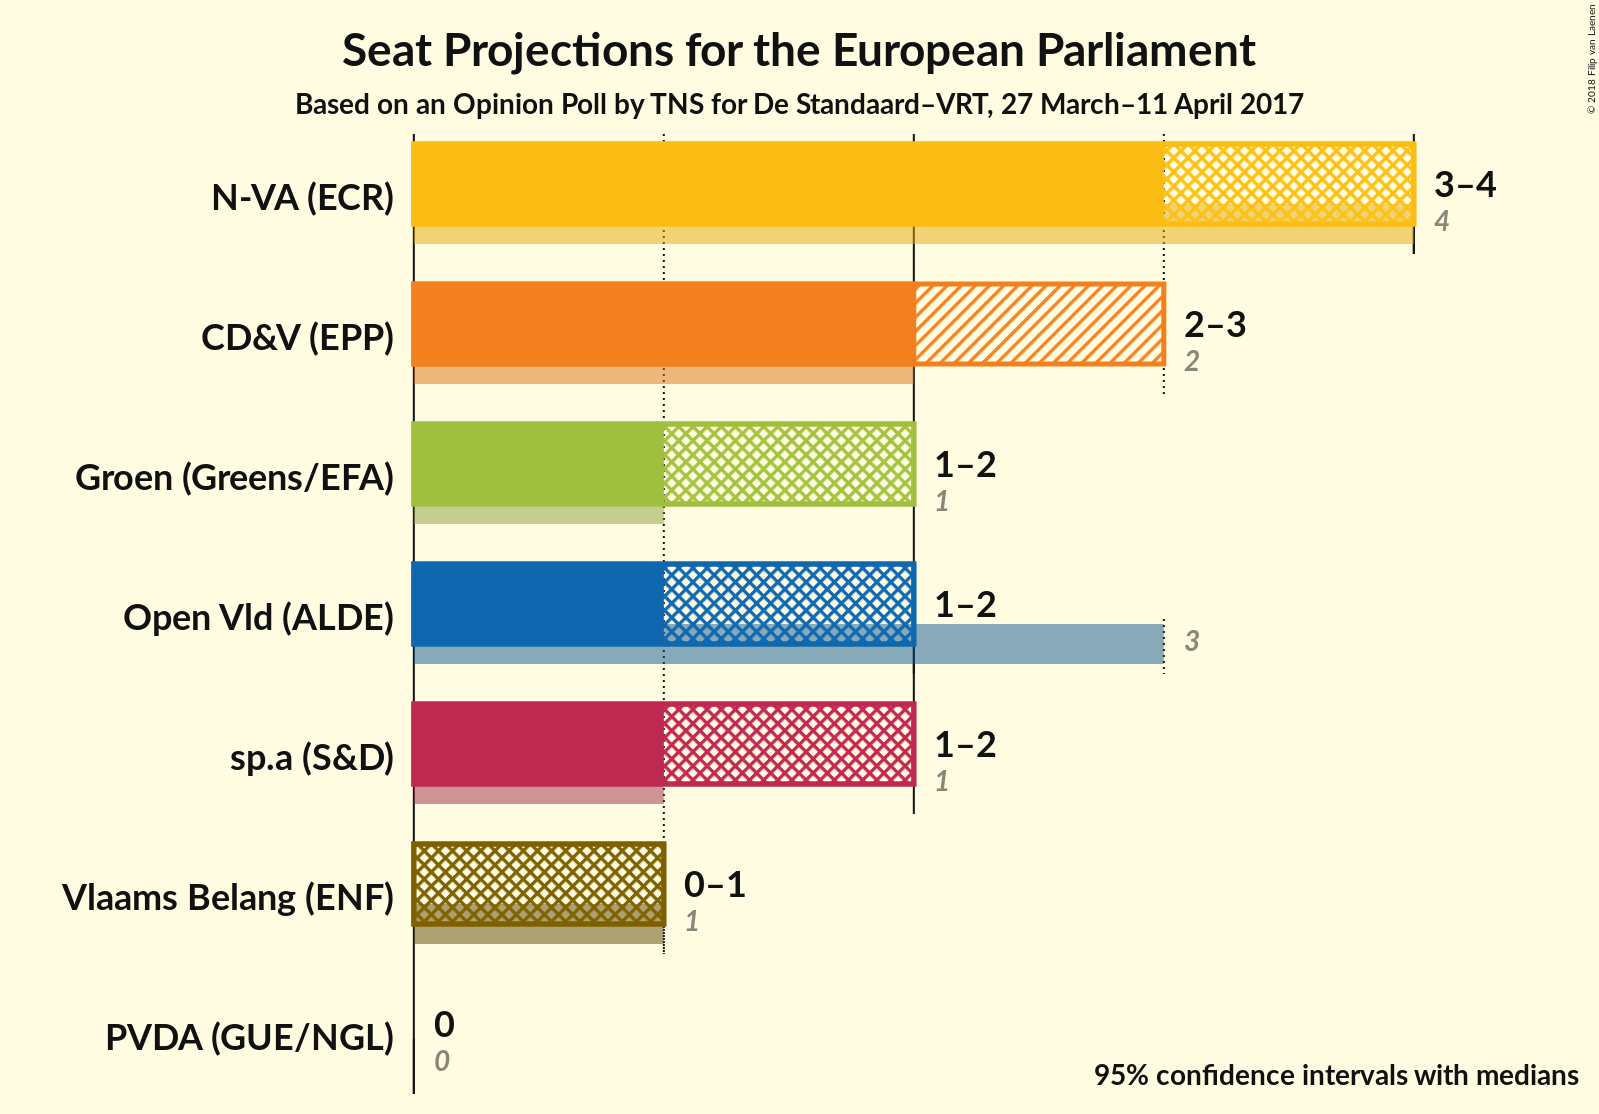 Seat Projections for the European Parliament
Based on an Opinion Poll by TNS for De Standaard–VRT, 27 March–11 April 2017
© 2018 Filip van Laenen
N-VA (ECR)
3–4
4
CD&V (EPP)
2–3
2
Groen (Greens/EFA)
1–2
1
Open Vld (ALDE)
1–2
3
sp.a (S&D)
1–2
1
Vlaams Belang (ENF)
0–1
1
PVDA (GUE/NGL)
0
0
95% confidence intervals with medians